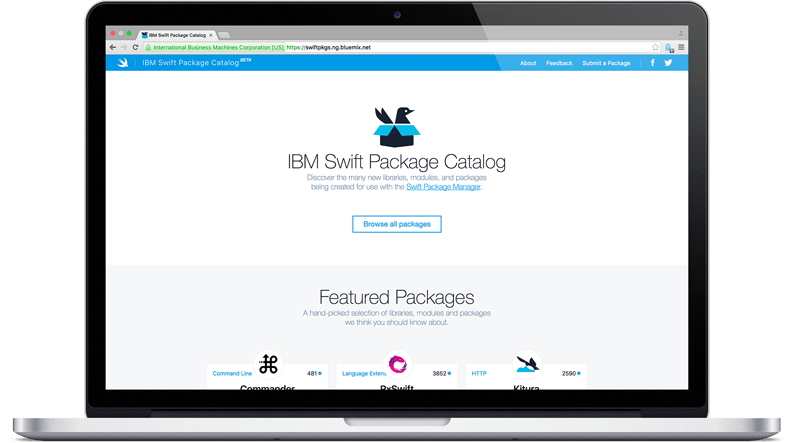 IBM Swift Package Catalog
International Business Machines Corporation [US] https://swiftpkgs.ng.bluemix.net
IBM Swift Package Catalog BETA
About Feedback Submit a Package
IBM Swift Package Catalog
Discover the many new libraries, modules, and packages
being created for use with the Swift Package Manager.
Browse all packages
Featured Packages
A hand-picked selection of libraries, modules and packages
we think you should know about.
Command Line 481 Language Exten 3852 HTTP 2590
Commander RxSwift Kitura